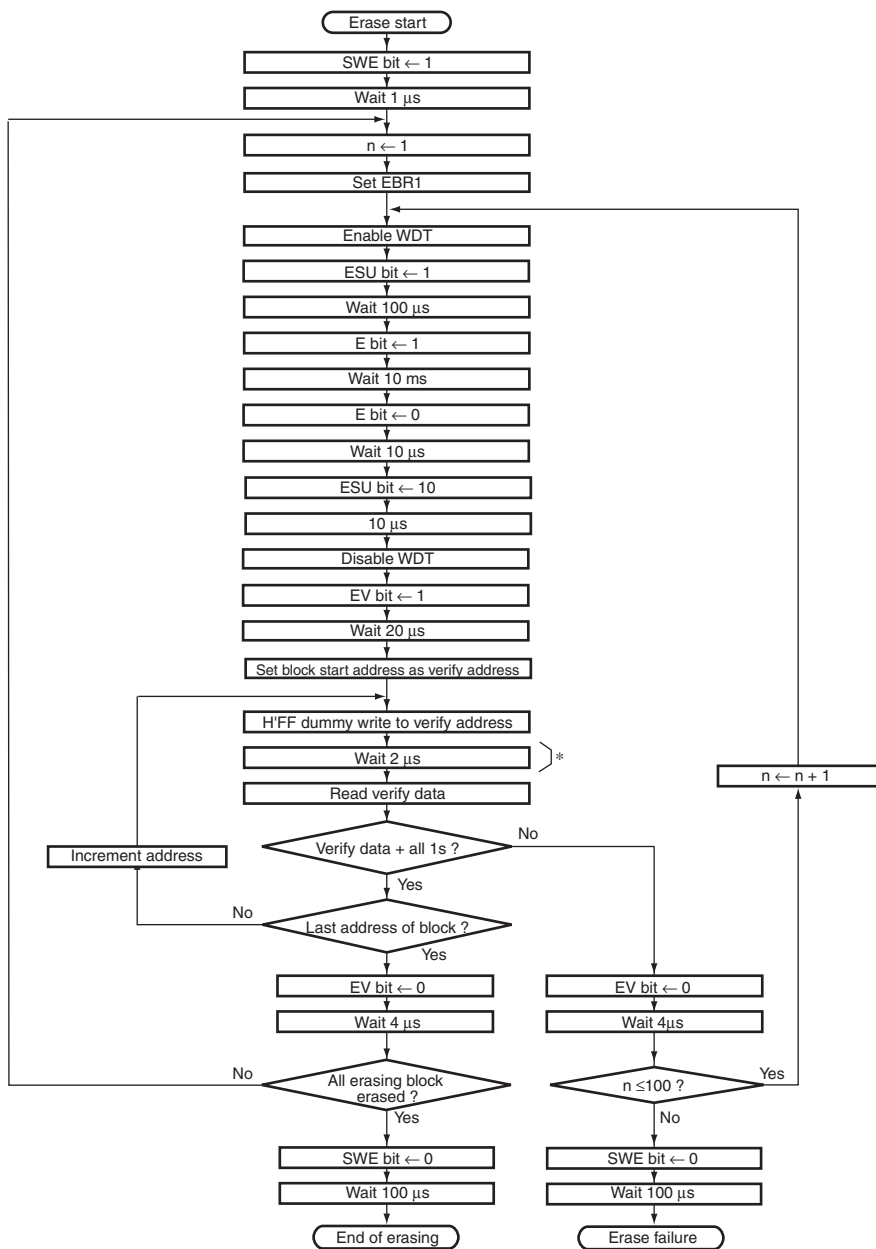 Erase start
SWE bit ← 1
Wait 1 μs
n ← 1
Set EBR1
Enable WDT
ESU bit ← 1
Wait 100 μs
E bit ← 1
Wait 10 ms
E bit ← 0
Wait 10 μs
ESU bit ← 10
10 μs
Disable WDT
EV bit ← 1
Wait 20 μs
Set block start address as verify address
H'FF dummy write to verify address
Wait 2 μs
*
n ← n + 1
Read verify data
Verify data + all 1s ?
No
Increment address
Yes
No
Last address of block ?
Yes
EV bit ← 0
EV bit ← 0
Wait 4 μs
Wait 4μs
No
All erasing block
erased ?
n ≤100 ?
Yes
Yes
No
SWE bit ← 0
SWE bit ← 0
Wait 100 μs
Wait 100 μs
End of erasing
Erase failure